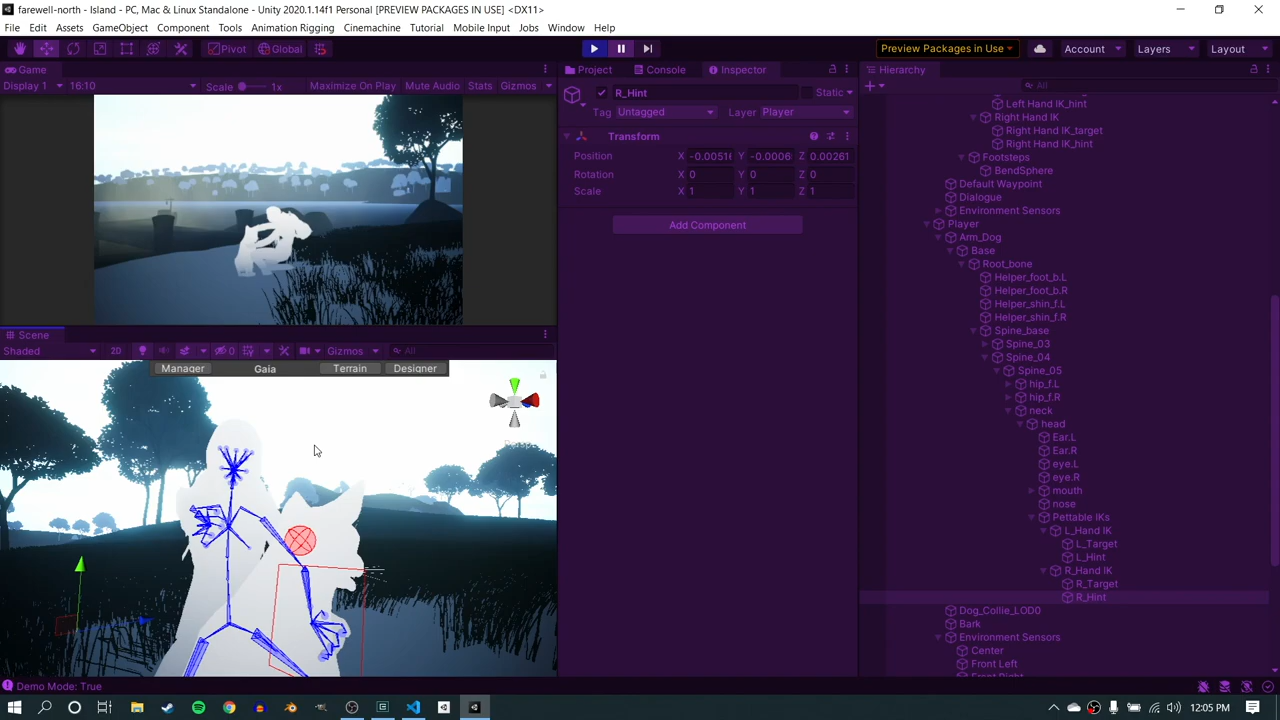 farewell-north - Island - PC, Mac & Linux Standalone - Unity 2020.1.14f1 Personal [PREVIEW PACKAGES IN USE] <DX11>
File Edit Assets GameObject Component Tools Animation Rigging Cinemachine Tutorial Mobile Input Jobs Window Help
Pivot Global Preview Packages in Use Account Layers Layout
Game
Display 1 16:10 Scale 1x Maximize On Play Mute Audio Stats Gizmos
Scene
Shaded 2D 0 Gizmos All
Manager Gaia Terrain Designer
Project Console Inspector
R_Hint Static
Tag Untagged Layer Player
Transform
Position X -0.00516 Y -0.0006 Z 0.00261
Rotation X 0 Y 0 Z 0
Scale X 1 Y 1 Z 1
Add Component
Hierarchy
All
Left Hand IK_hint
Right Hand IK
Right Hand IK_target
Right Hand IK_hint
Footsteps
BendSphere
Default Waypoint
Dialogue
Environment Sensors
Player
Arm_Dog
Base
Root_bone
Helper_foot_b.L
Helper_foot_b.R
Helper_shin_f.L
Helper_shin_f.R
Spine_base
Spine_03
Spine_04
Spine_05
hip_f.L
hip_f.R
neck
head
Ear.L
Ear.R
eye.L
eye.R
mouth
nose
Pettable IKs
L_Hand IK
L_Target
L_Hint
R_Hand IK
R_Target
R_Hint
Dog_Collie_LOD0
Bark
Environment Sensors
Center
Front Left
Front Right
Demo Mode: True
12:05 PM